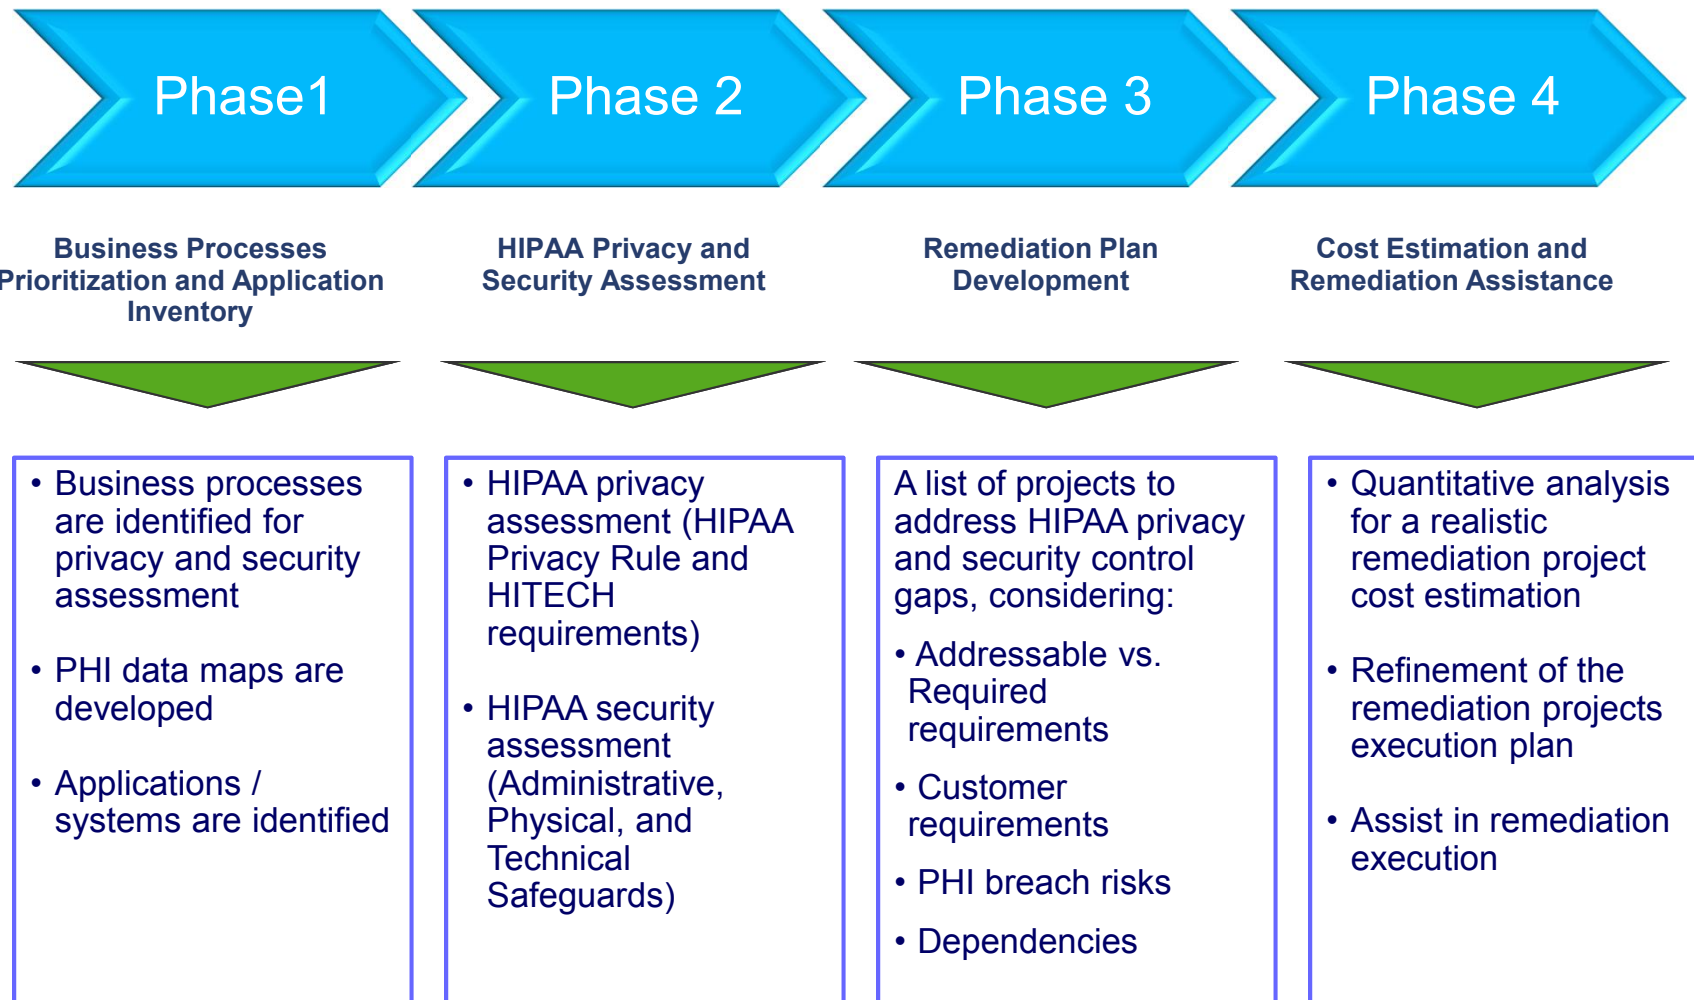 Phase1
Phase 2
Phase 3
Phase 4
Business Processes
Prioritization and Application
Inventory
HIPAA Privacy and
Security Assessment
Remediation Plan
Development
Cost Estimation and
Remediation Assistance
• Business processes
are identified for
privacy and security
assessment
• PHI data maps are
developed
• Applications /
systems are identified
• HIPAA privacy
assessment (HIPAA
Privacy Rule and
HITECH
requirements)
• HIPAA security
assessment
(Administrative,
Physical, and
Technical
Safeguards)
A list of projects to
address HIPAA privacy
and security control
gaps, considering:
• Addressable vs.
Required
requirements
• Customer
requirements
• PHI breach risks
• Dependencies
• Quantitative analysis
for a realistic
remediation project
cost estimation
• Refinement of the
remediation projects
execution plan
• Assist in remediation
execution